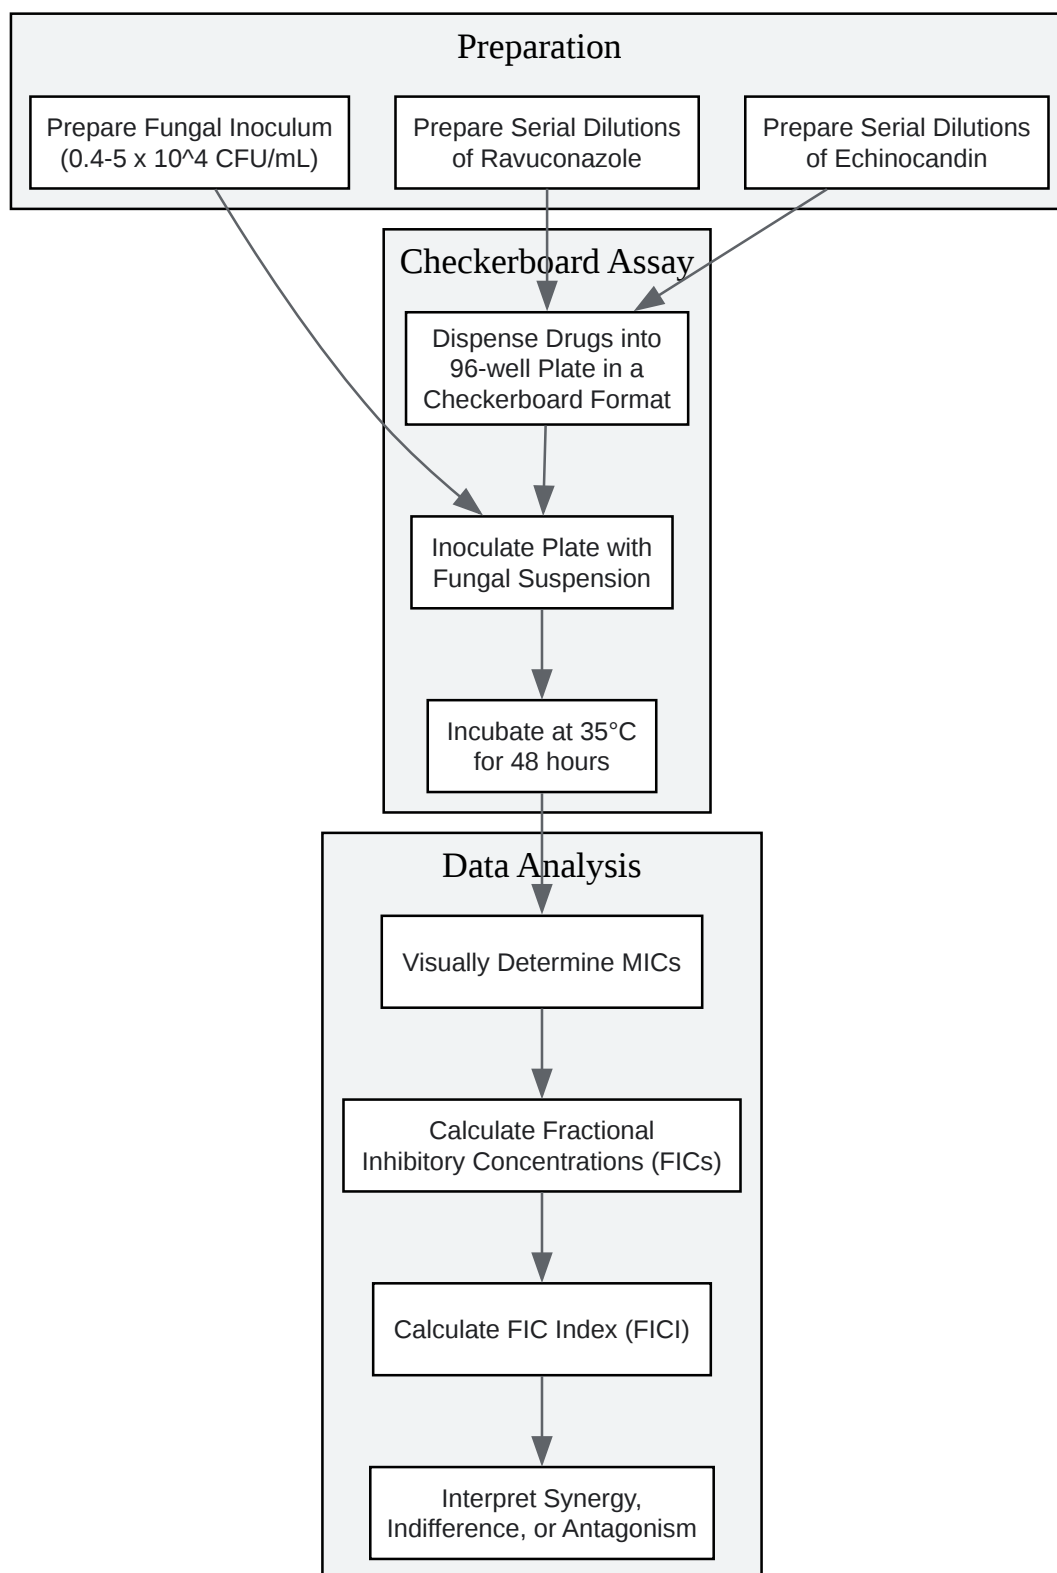 Preparation
Prepare Fungal Inoculum
(0.4-5 x 10^4 CFU/mL)
Prepare Serial Dilutions
of Ravuconazole
Prepare Serial Dilutions
of Echinocandin
Checkerboard Assay
Dispense Drugs into
96-well Plate in a
Checkerboard Format
Inoculate Plate with
Fungal Suspension
Incubate at 35°C
for 48 hours
Data Analysis
Visually Determine MICs
Calculate Fractional
Inhibitory Concentrations (FICs)
Calculate FIC Index (FICI)
Interpret Synergy,
Indifference, or Antagonism